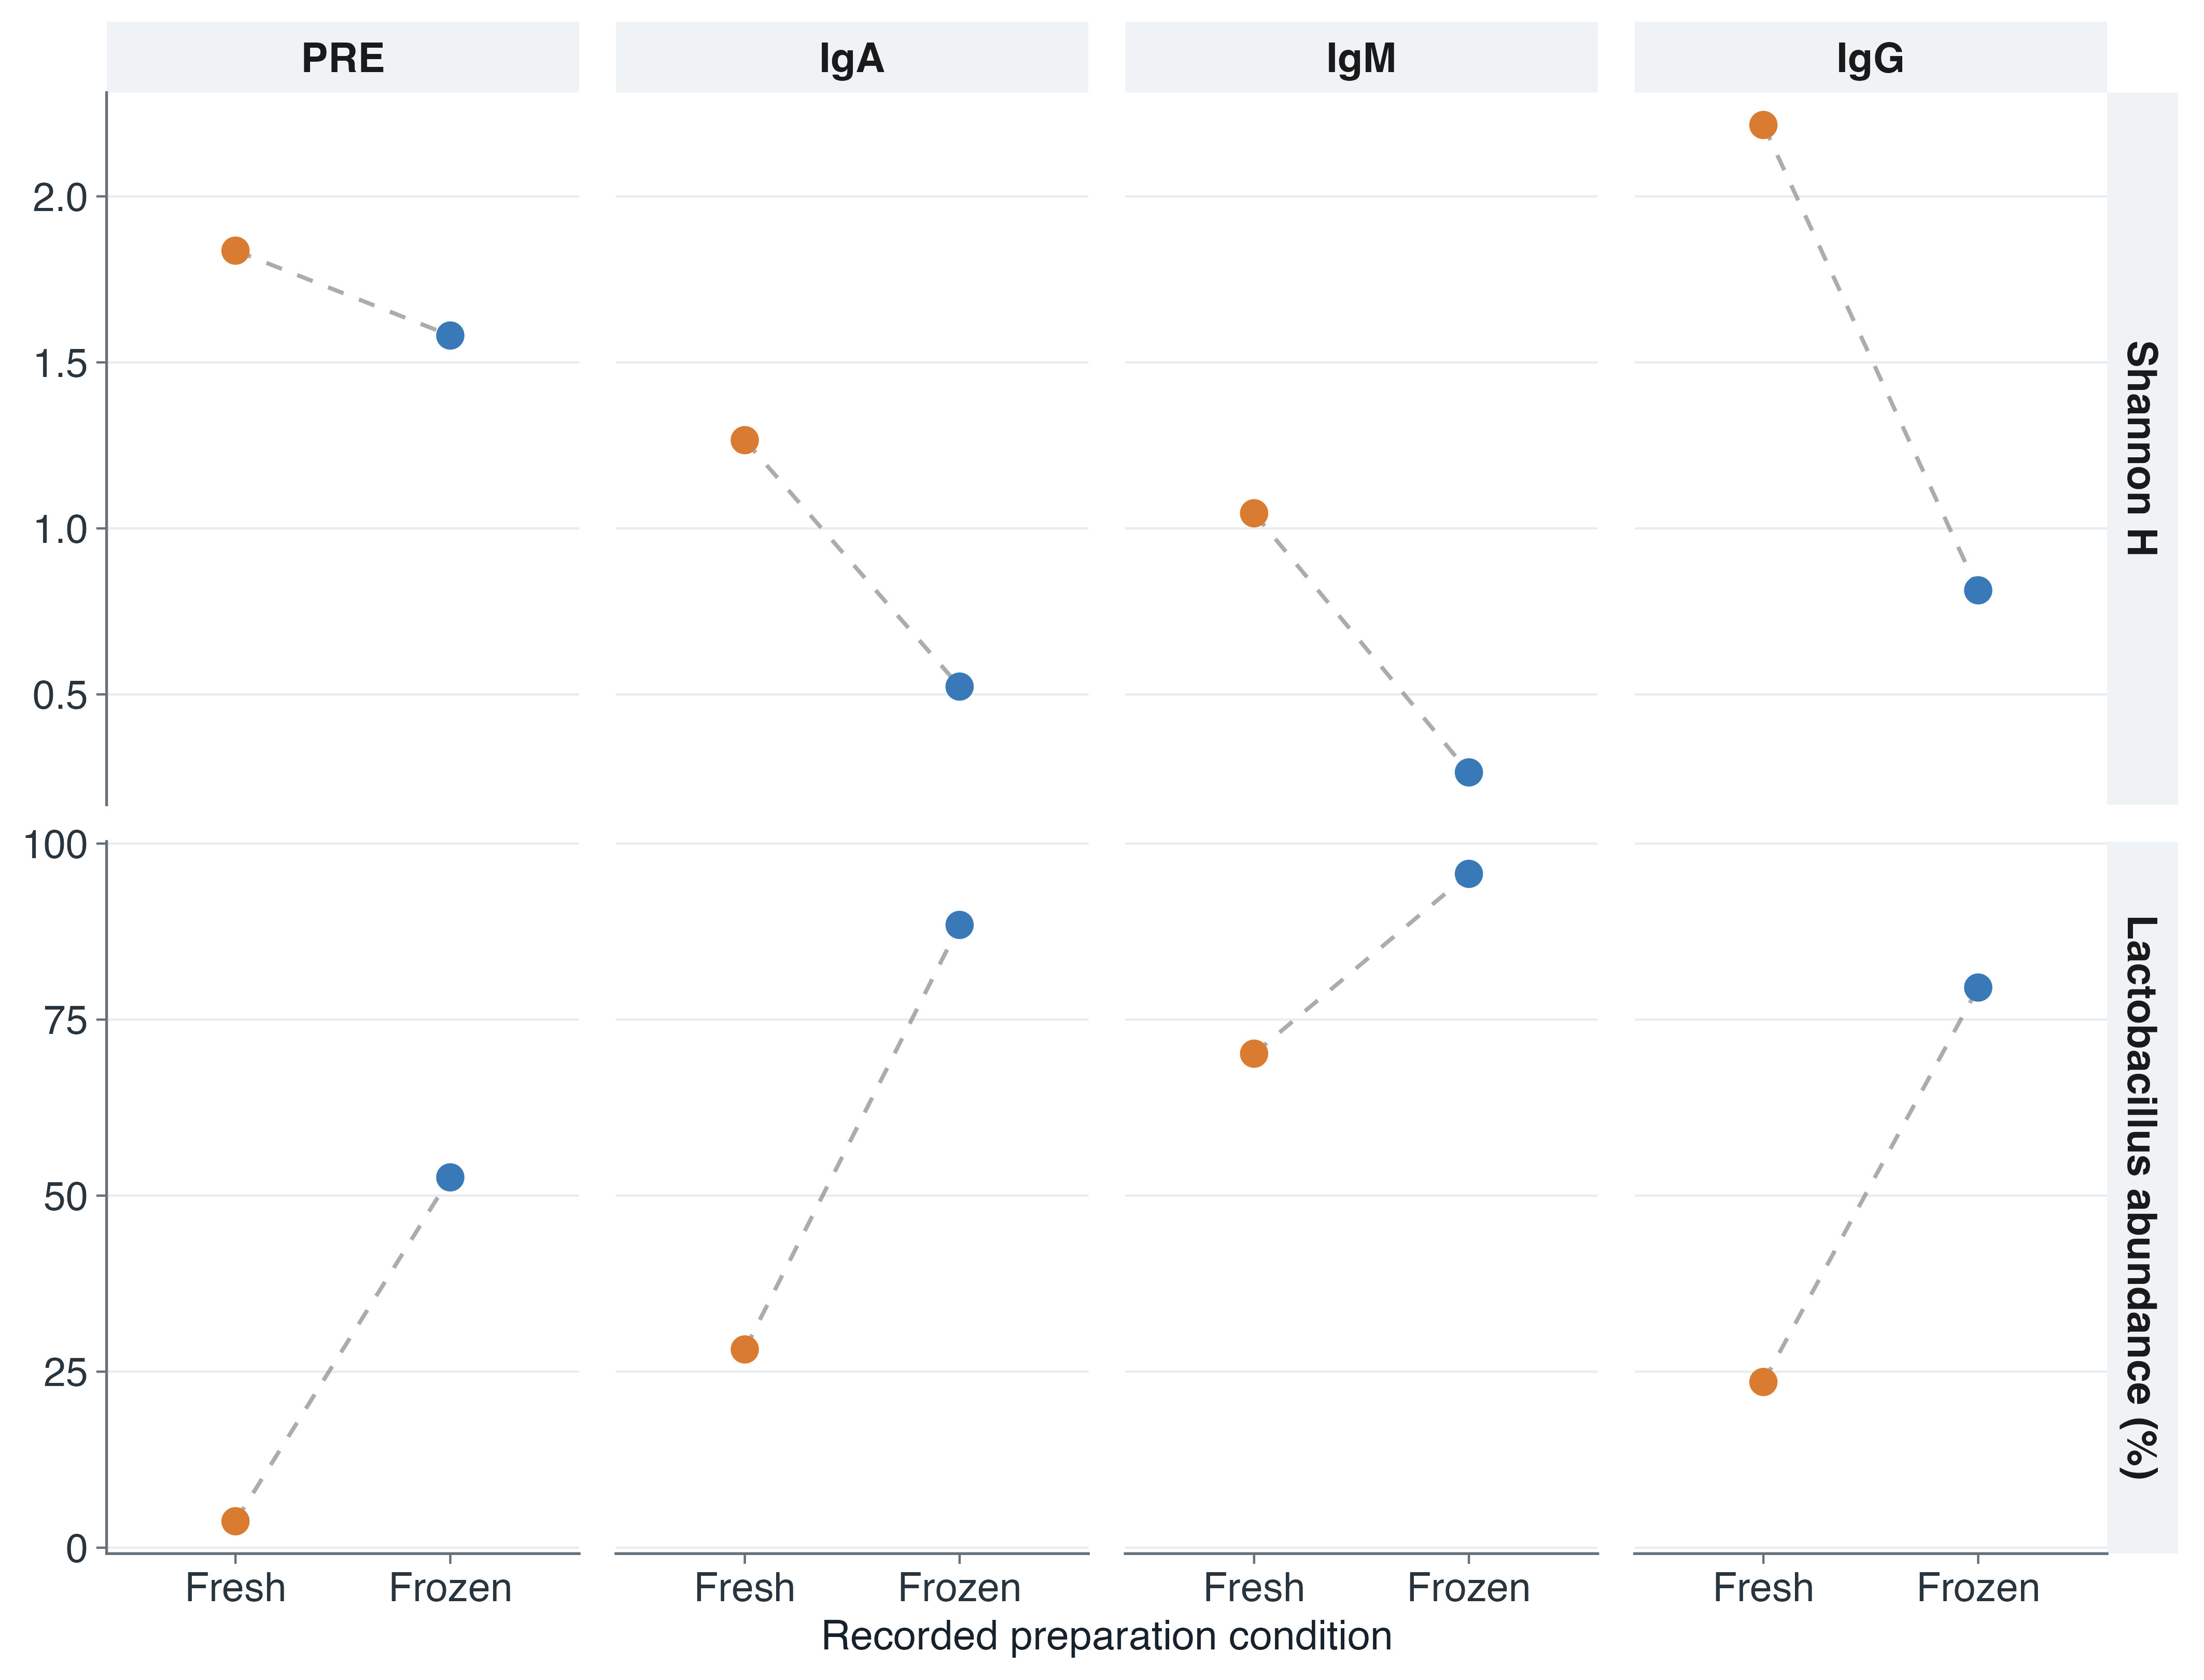 PRE
IgA
IgM
IgG
2.0
1.5
1.0
0.5
Shannon H
100
75
50
25
0
Lactobacillus abundance (%)
Fresh Frozen Fresh Frozen Fresh Frozen Fresh Frozen
Recorded preparation condition